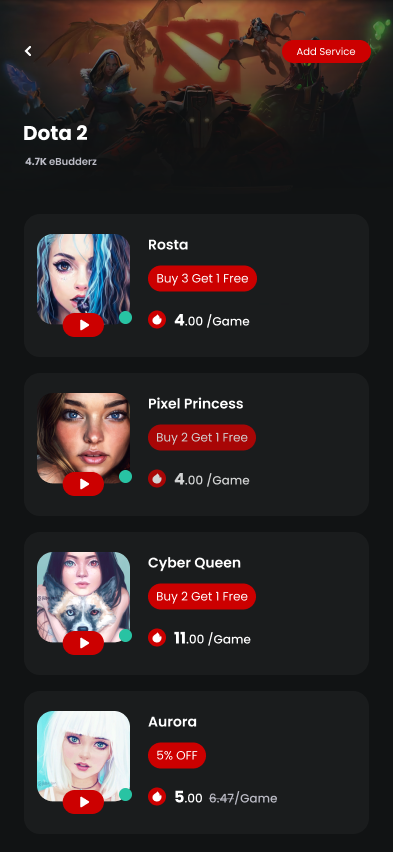 Add Service
Dota 2
4.7K eBudderz
Rosta
Buy 3 Get 1 Free
4.00 /Game
Pixel Princess
Buy 2 Get 1 Free
4.00 /Game
Cyber Queen
Buy 2 Get 1 Free
11.00 /Game
Aurora
5% OFF
5.00 6.47/Game